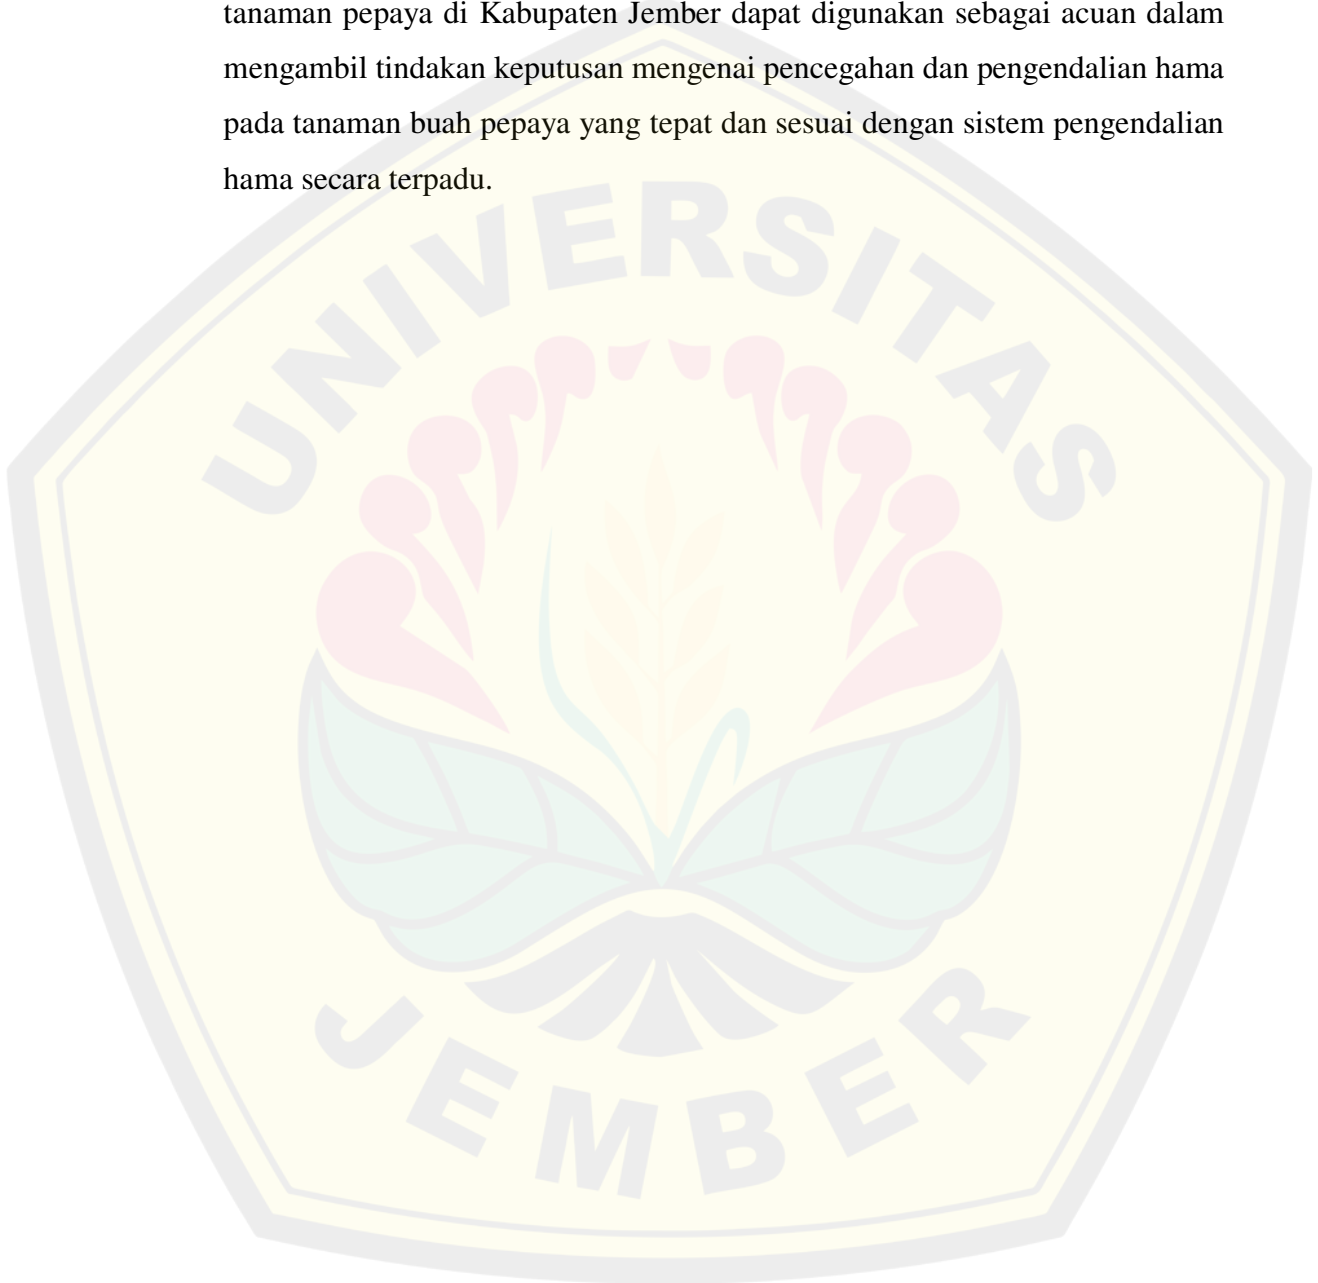 tanaman pepaya di Kabupaten Jember dapat digunakan sebagai acuan dalam
mengambil tindakan keputusan mengenai pencegahan dan pengendalian hama
pada tanaman buah pepaya yang tepat dan sesuai dengan sistem pengendalian
hama secara terpadu.
UNIVERSITAS
JEMBER